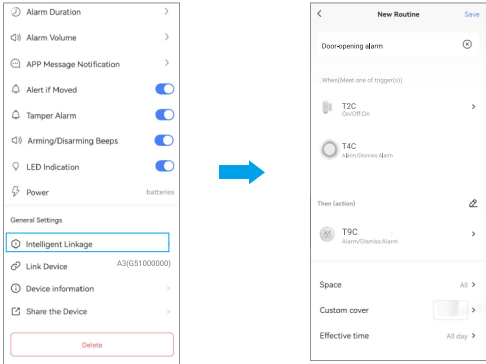 Alarm Duration
Alarm Volume
APP Message Notification
Alert if Moved
Tamper Alarm
Arming/Disarming Beeps
LED Indication
Power batteries
General Settings
Intelligent Linkage
Link Device A3(G51000000)
Device information
Share the Device
Delete
New Routine Save
Door-opening alarm
When(Meet one of trigger(s))
T2C
On/Off:On
T4C
Alarm/Dismiss:Alarm
Then (action)
T9C
Alarm/Dismiss:Alarm
Space All
Custom cover
Effective time All day